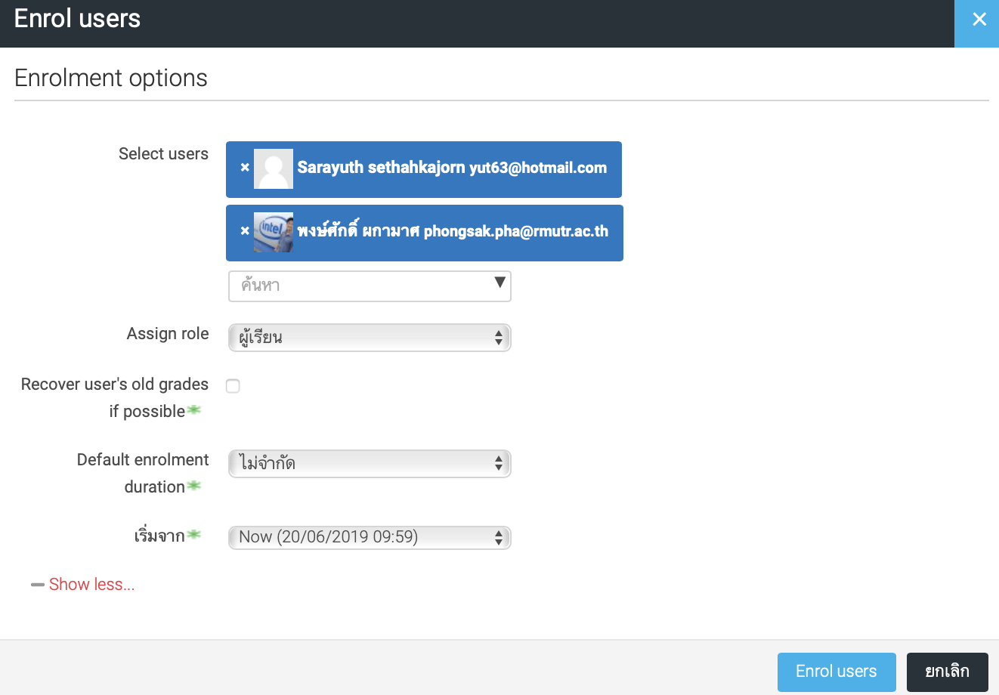 Enrol users
×
Enrolment options
Select users
× Sarayuth sethahkajorn yut63@hotmail.com
× intel พงษ์ศักดิ์ ผกามาศ phongsak.pha@rmutr.ac.th
ค้นหา ▼
Assign role ผู้เรียน
Recover user's old grades
if possible
Default enrolment ไม่จำกัด
duration
เริ่มจาก Now (20/06/2019 09:59)
Show less...
Enrol users ยกเลิก